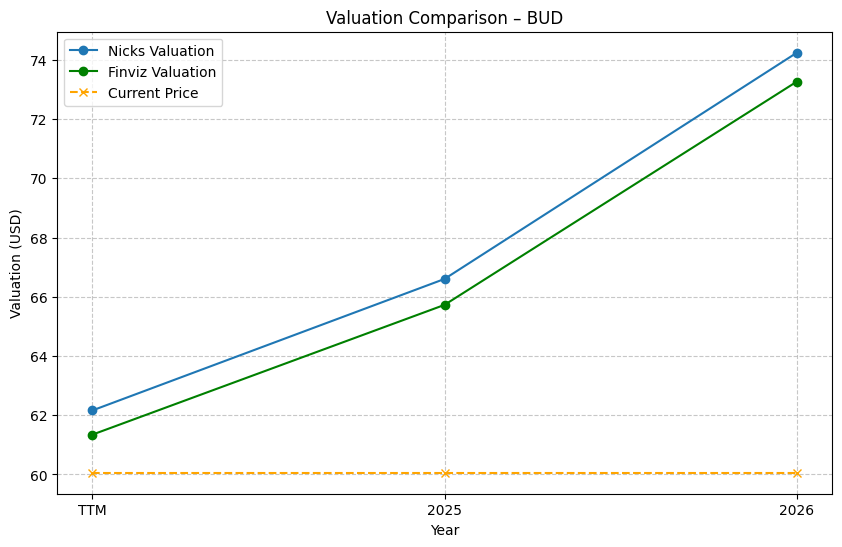 Valuation Comparison – BUD
Nicks Valuation
Finviz Valuation
Current Price
Valuation (USD)
74
72
70
68
66
64
62
60
TTM
2025
2026
Year